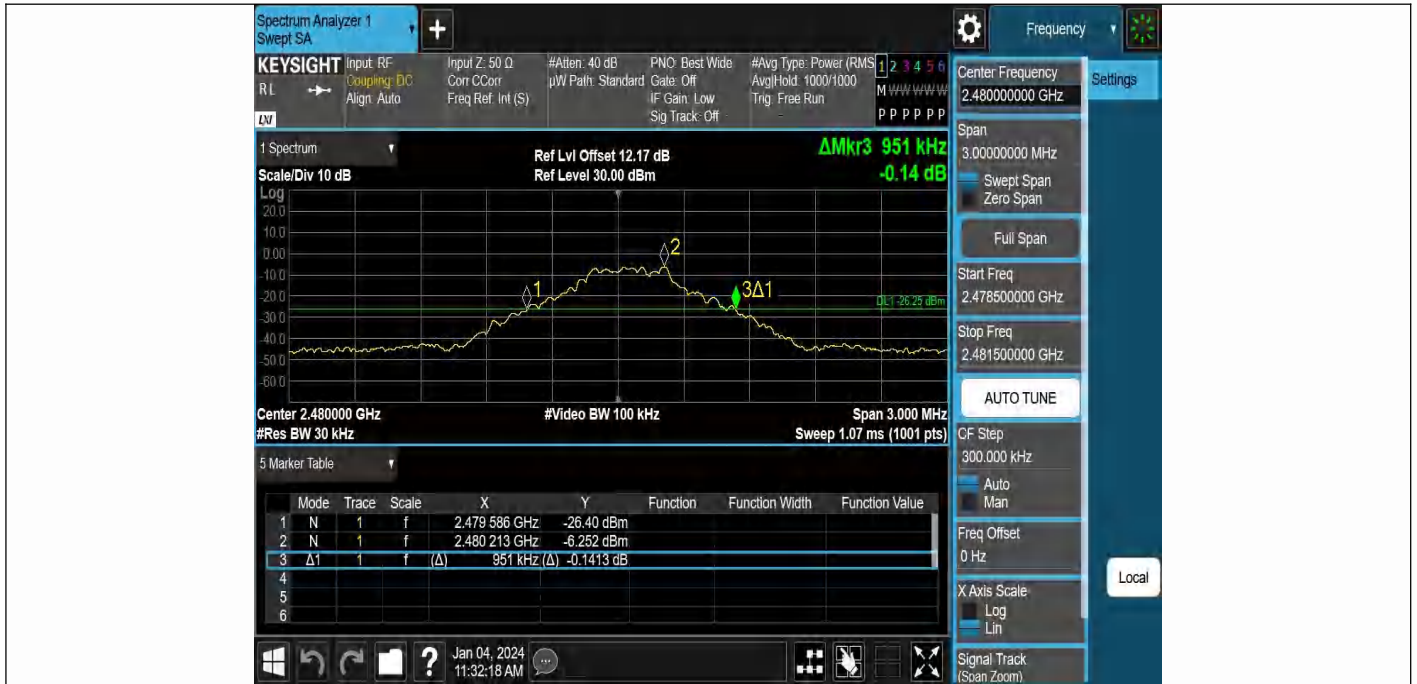 Spectrum Analyzer 1
Swept SA
+
Frequency
KEYSIGHT
RL
LXI
Input: RF
Coupling: DC
Align: Auto
Input Z: 50 Ω
Corr CCorr
Freq Ref: Int (S)
#Atten: 40 dB
µW Path: Standard
PNO: Best Wide
Gate: Off
IF Gain: Low
Sig Track: Off
#Avg Type: Power (RMS
Avg|Hold: 1000/1000
Trig: Free Run
1 2 3 4 5 6
M W W W W W
P P P P P P
Center Frequency
2.480000000 GHz
Settings
Span
3.00000000 MHz
Swept Span
Zero Span
Full Span
Start Freq
2.478500000 GHz
Stop Freq
2.481500000 GHz
AUTO TUNE
CF Step
300.000 kHz
Auto
Man
Freq Offset
0 Hz
X Axis Scale
Log
Lin
Signal Track
(Span Zoom)
Local
1 Spectrum
Scale/Div 10 dB
Ref Lvl Offset 12.17 dB
Ref Level 30.00 dBm
ΔMkr3 951 kHz
-0.14 dB
Log
20.0
10.0
0.00
-10.0
-20.0
-30.0
-40.0
-50.0
-60.0
1
2
3Δ1
DL1 -26.25 dBm
Center 2.480000 GHz
#Res BW 30 kHz
#Video BW 100 kHz
Span 3.000 MHz
Sweep 1.07 ms (1001 pts)
5 Marker Table
Mode Trace Scale X Y Function Function Width Function Value
1 N 1 f 2.479 586 GHz -26.40 dBm
2 N 1 f 2.480 213 GHz -6.252 dBm
3 Δ1 1 f (Δ) 951 kHz (Δ) -0.1413 dB
4
5
6
?
Jan 04, 2024
11:32:18 AM